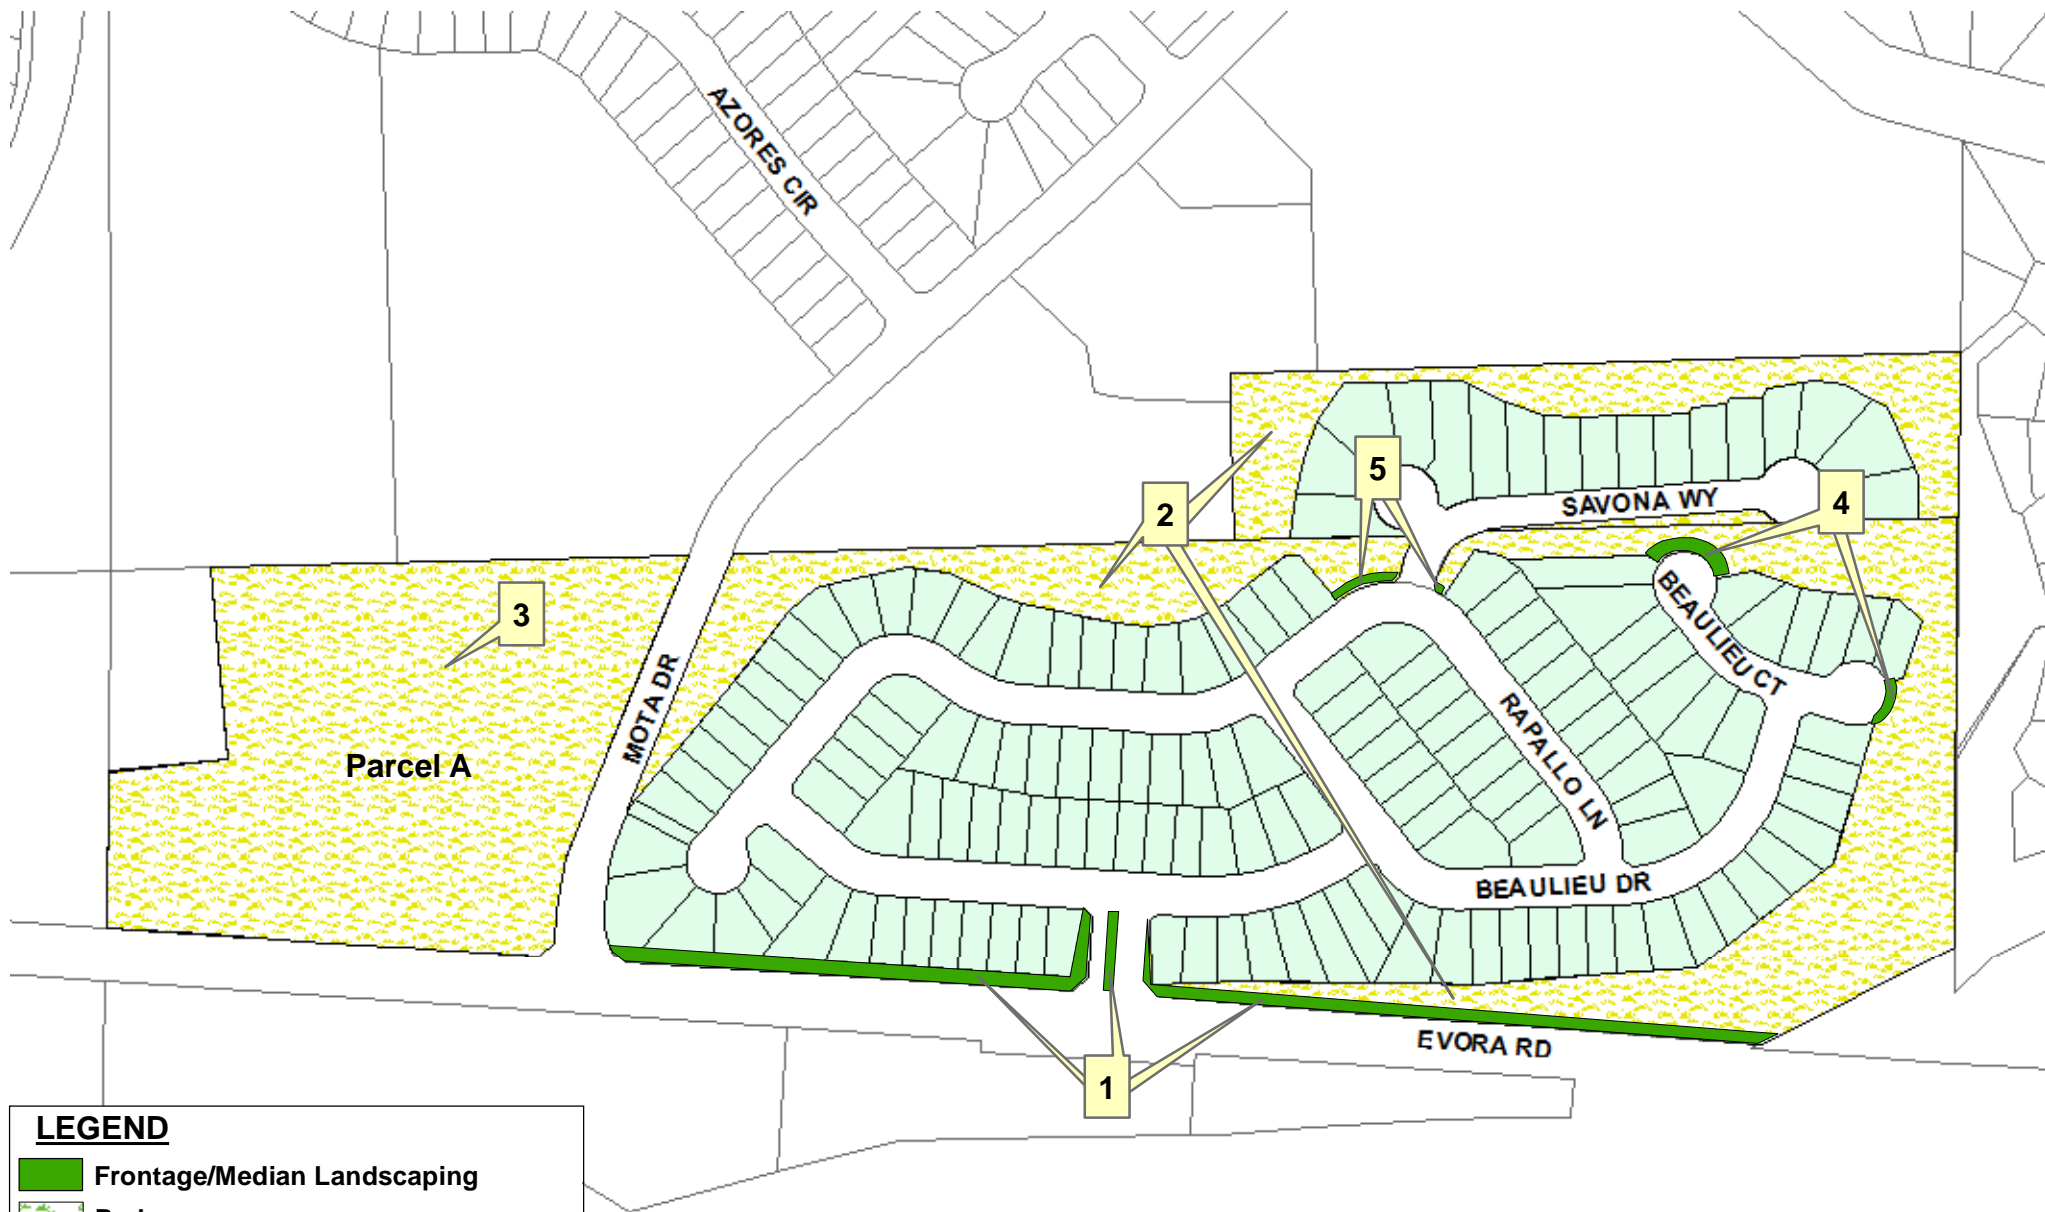 AZORES CIR
5
SAVONA WY
4
2
3
BEAULIEU CT
MOTA DR
RAPALLO LN
Parcel A
BEAULIEU DR
EVORA RD
1
LEGEND
Frontage/Median Landscaping